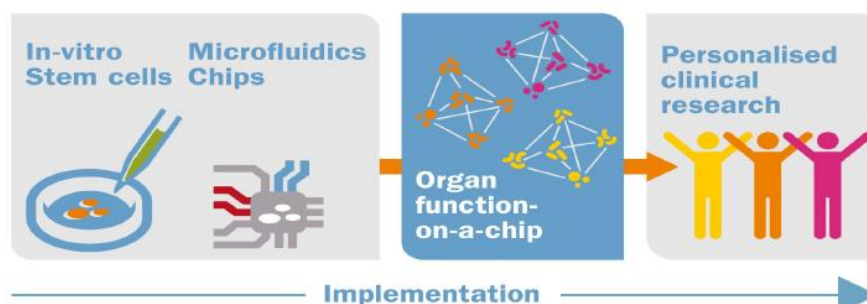 In-vitro
Stem cells
Microfluidics
Chips
Organ
function-
on-a-chip
Personalised
clinical
research
Implementation